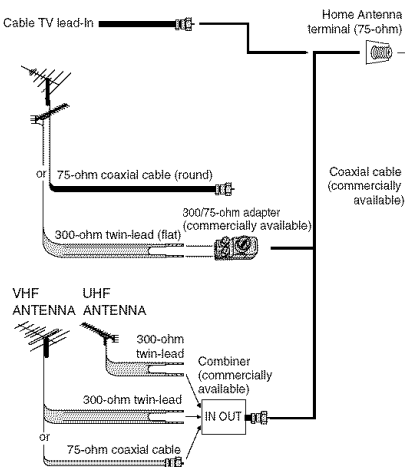 Cable TV lead-In
Home Antenna
terminal (75-ohm)
or
75-ohm coaxial cable (round)
Coaxial cable
(commercially
available)
300/75-ohm adapter
(commercially available)
300-ohm twin-lead (flat)
VHF
ANTENNA
UHF
ANTENNA
300-ohm
twin-lead
Combiner
(commercially
available)
300-ohm twin-lead
IN OUT
or
75-ohm coaxial cable